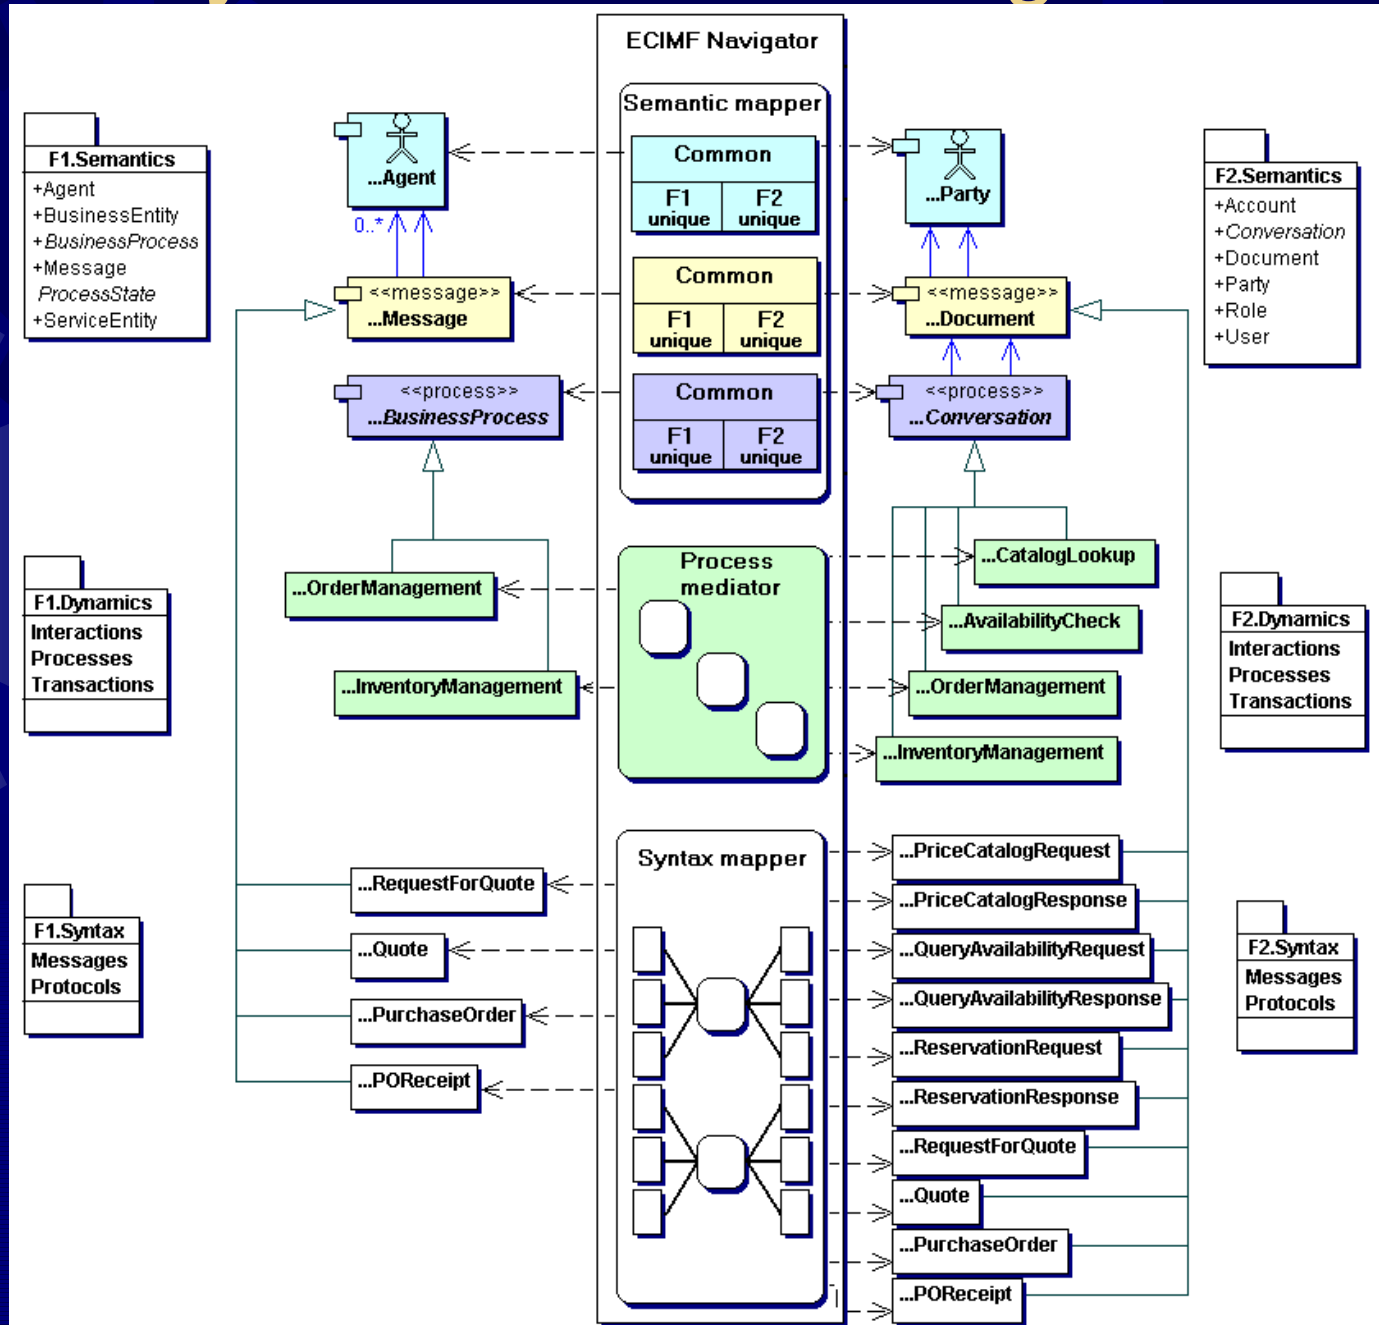 ECIMF Navigator
Semantic mapper
Common
F1
unique
F2
unique
Common
F1
unique
F2
unique
Common
F1
unique
F2
unique
Process
mediator
Syntax mapper
F1.Semantics
+Agent
+BusinessEntity
+BusinessProcess
+Message
ProcessState
+ServiceEntity
...Agent
0..*
<<message>>
...Message
<<process>>
...BusinessProcess
...OrderManagement
...InventoryManagement
F1.Dynamics
Interactions
Processes
Transactions
F1.Syntax
Messages
Protocols
...RequestForQuote
...Quote
...PurchaseOrder
...POReceipt
...Party
<<message>>
...Document
<<process>>
...Conversation
...CatalogLookup
...AvailabilityCheck
...OrderManagement
...InventoryManagement
...PriceCatalogRequest
...PriceCatalogResponse
...QueryAvailabilityRequest
...QueryAvailabilityResponse
...ReservationRequest
...ReservationResponse
...RequestForQuote
...Quote
...PurchaseOrder
...POReceipt
F2.Semantics
+Account
+Conversation
+Document
+Party
+Role
+User
F2.Dynamics
Interactions
Processes
Transactions
F2.Syntax
Messages
Protocols